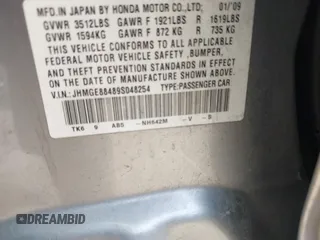 MFD. IN JAPAN BY HONDA MOTOR CO.,LTD. 01/'09
GVWR 3512LBS GAWR F 1921LBS R 1619LBS
GVWR 1594KG GAWR F 872 KG R 735 KG
THIS VEHICLE CONFORMS TO ALL APPLICABLE
FEDERAL MOTOR VEHICLE SAFETY ,BUMPER,
AND THEFT PREVENTION STANDARDS IN EFFECT
ON THE DATE OF MANUFACTURE SHOWN ABOVE.
V.I.N.: JHMGE88489S048254 TYPE:PASSENGER CAR
TK6 9 ABS -NH642M -V -B
DREAMBID